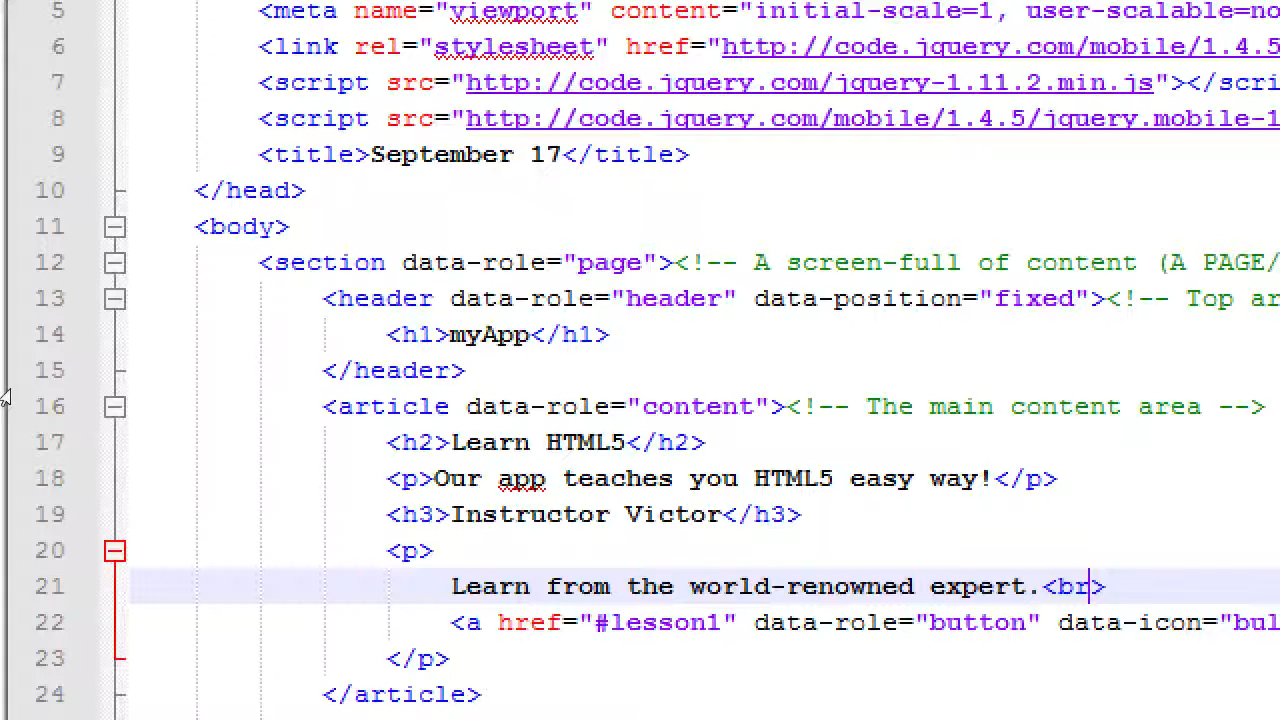 5 <meta name="viewport" content="initial-scale=1, user-scalable=no
6 <link rel="stylesheet" href="http://code.jquery.com/mobile/1.4.5
7 <script src="http://code.jquery.com/jquery-1.11.2.min.js"></scri
8 <script src="http://code.jquery.com/mobile/1.4.5/jquery.mobile-1
9 <title>September 17</title>
10 </head>
11 <body>
12 <section data-role="page"><!-- A screen-full of content (A PAGE/
13 <header data-role="header" data-position="fixed"><!-- Top ar
14 <h1>myApp</h1>
15 </header>
16 <article data-role="content"><!-- The main content area -->
17 <h2>Learn HTML5</h2>
18 <p>Our app teaches you HTML5 easy way!</p>
19 <h3>Instructor Victor</h3>
20 <p>
21 Learn from the world-renowned expert.<br>
22 <a href="#lesson1" data-role="button" data-icon="bul
23 </p>
24 </article>